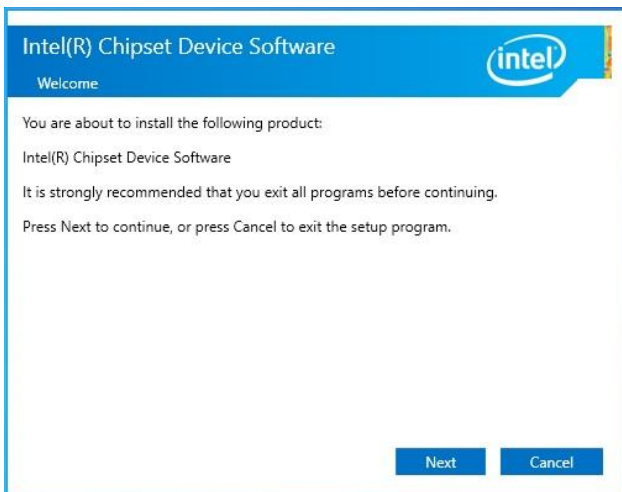 Intel(R) Chipset Device Software
intel
Welcome
You are about to install the following product:
Intel(R) Chipset Device Software
It is strongly recommended that you exit all programs before continuing.
Press Next to continue, or press Cancel to exit the setup program.
Next
Cancel